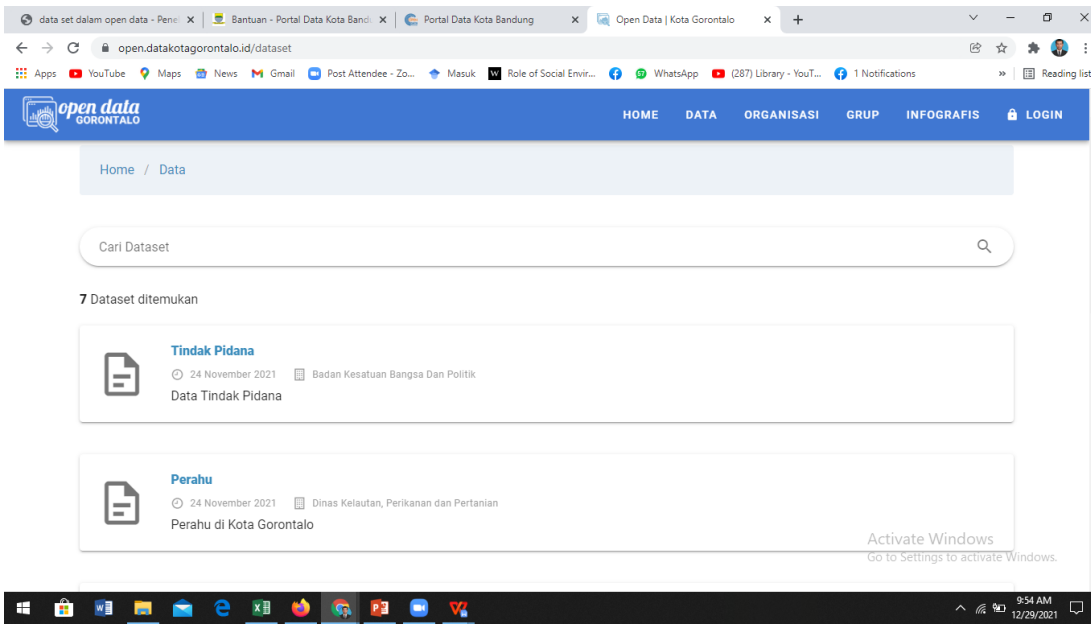 data set dalam open data - Pene
Bantuan - Portal Data Kota Band
Portal Data Kota Bandung
Open Data | Kota Gorontalo
open.datakotagorontalo.id/dataset
Apps
YouTube
Maps
News
Gmail
Post Attendee - Zo...
Masuk
W
Role of Social Envir...
57
WhatsApp
(287) Library - YouT...
1 Notifications
Reading list
open data
GORONTALO
HOME
DATA
ORGANISASI
GRUP
INFOGRAFIS
LOGIN
Home / Data
Cari Dataset
7 Dataset ditemukan
Tindak Pidana
24 November 2021
Badan Kesatuan Bangsa Dan Politik
Data Tindak Pidana
Perahu
24 November 2021
Dinas Kelautan, Perikanan dan Pertanian
Perahu di Kota Gorontalo
Activate Windows
Go to Settings to activate Windows.
9:54 AM
12/29/2021